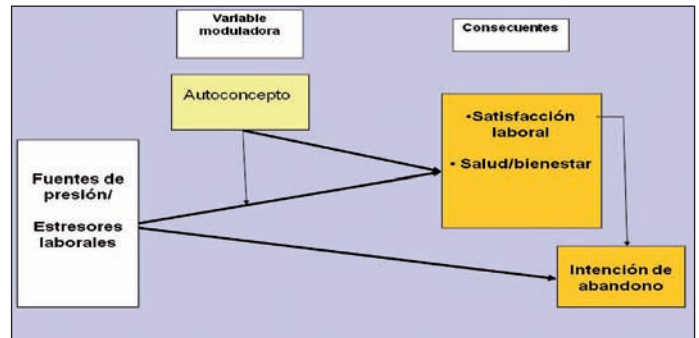 Variable
moduladora
Consecuentes
Autoconcepto
•Satisfacción
laboral
• Salud/bienestar
Fuentes de
presión/
Estresores
laborales
Intención de
abandono